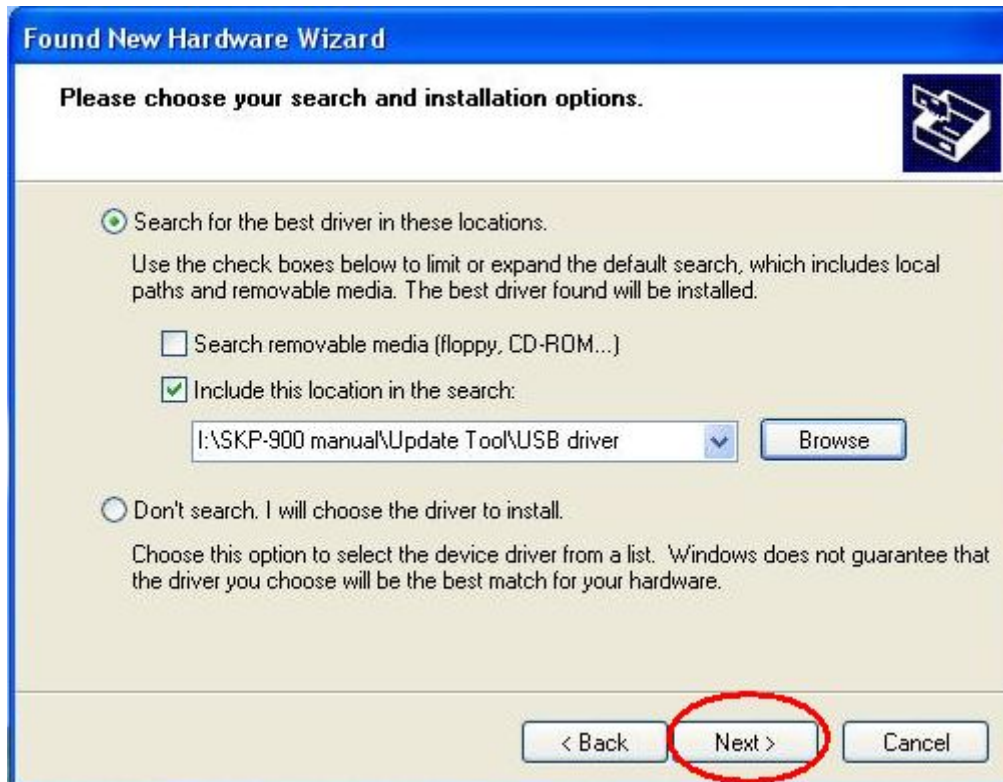 Found New Hardware Wizard
Please choose your search and installation options.
Search for the best driver in these locations.
Use the check boxes below to limit or expand the default search, which includes local
paths and removable media. The best driver found will be installed.
Search removable media (floppy, CD-ROM...)
Include this location in the search:
I:\SKP-900 manual\Update Tool\USB driver
Browse
Don't search. I will choose the driver to install.
Choose this option to select the device driver from a list. Windows does not guarantee that
the driver you choose will be the best match for your hardware.
< Back Next > Cancel